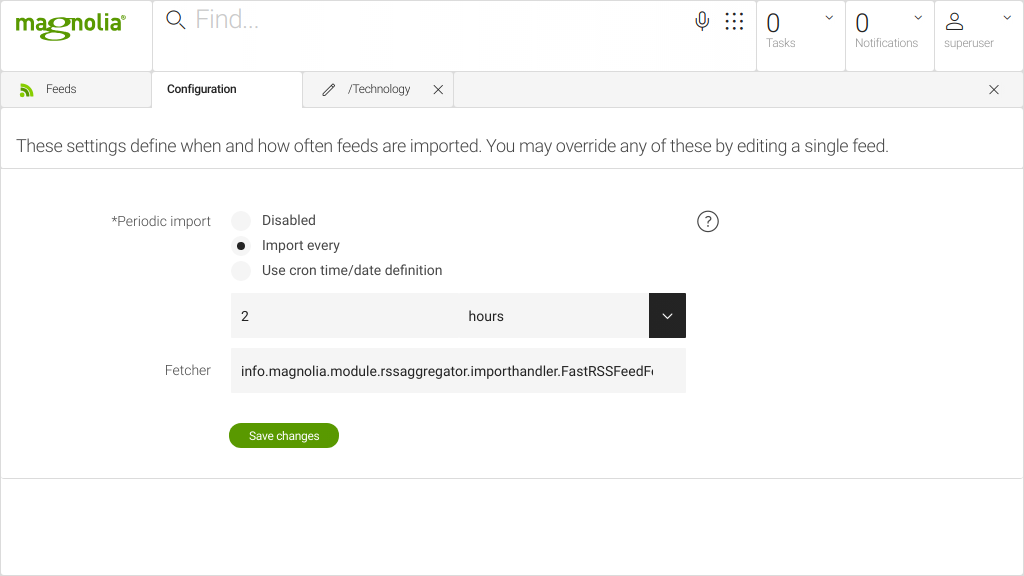 magnolia®
Find...
0
Tasks
0
Notifications
superuser
Feeds
Configuration
/Technology
These settings define when and how often feeds are imported. You may override any of these by editing a single feed.
*Periodic import
Disabled
?
Import every
Use cron time/date definition
2 hours
Fetcher
info.magnolia.module.rssaggregator.importhandler.FastRSSFeedF
Save changes